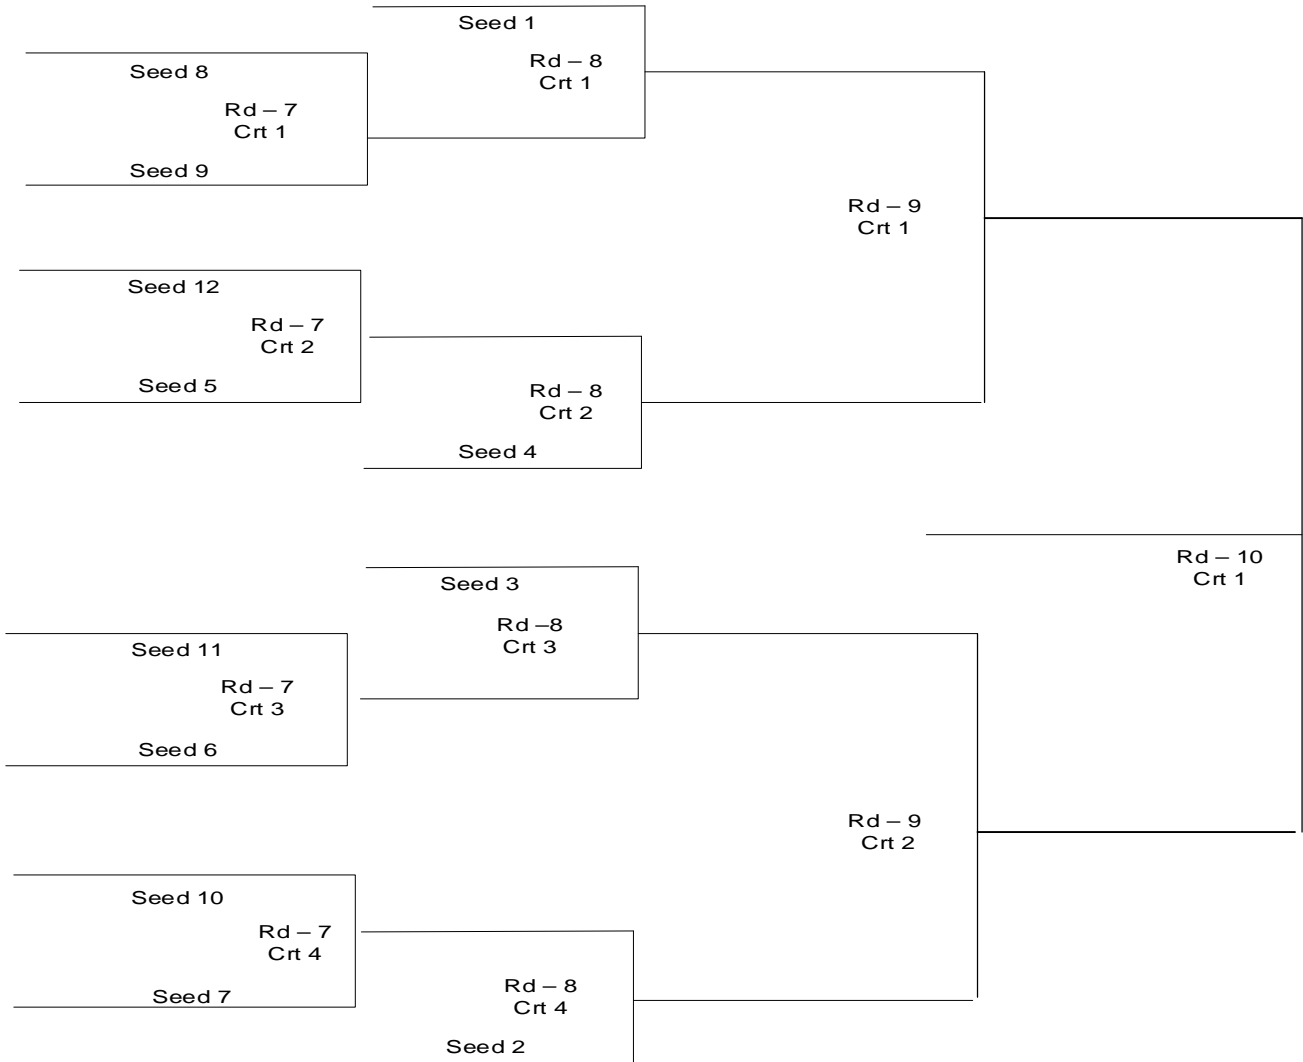 Seed 1
Rd – 8
Crt 1
Seed 8
Rd – 7
Crt 1
Seed 9
Rd – 9
Crt 1
Seed 12
Rd – 7
Crt 2
Seed 5
Rd – 8
Crt 2
Seed 4
Rd – 10
Crt 1
Seed 3
Rd –8
Crt 3
Seed 11
Rd – 7
Crt 3
Seed 6
Rd – 9
Crt 2
Seed 10
Rd – 7
Crt 4
Seed 7
Rd – 8
Crt 4
Seed 2